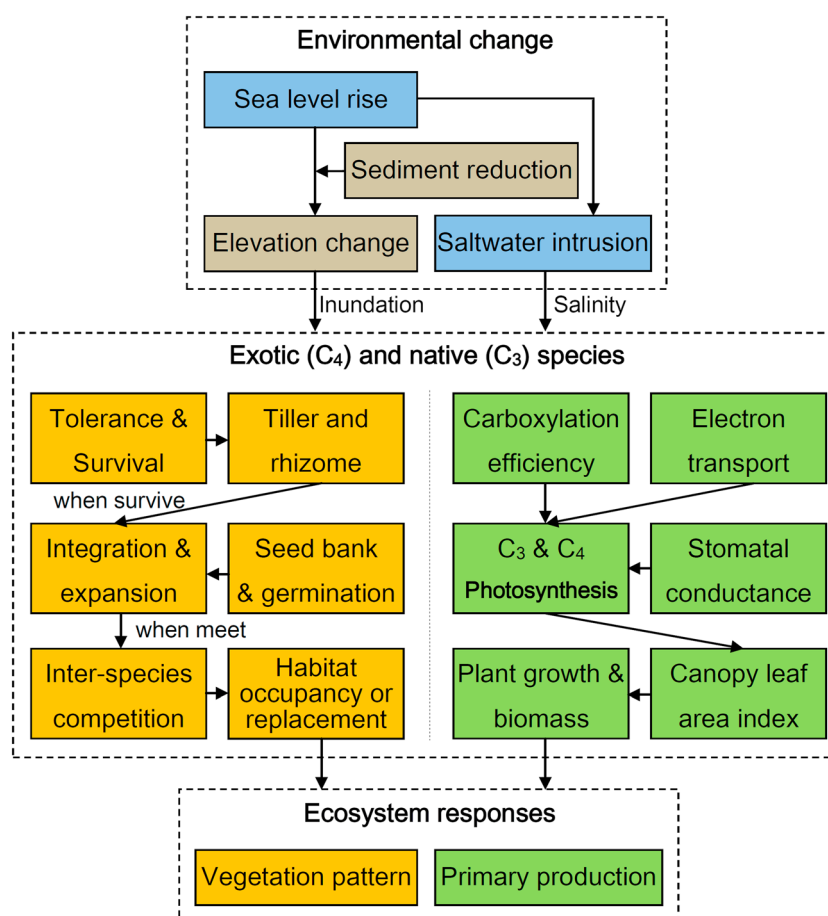 Environmental change
Sea level rise
Sediment reduction
Elevation change
Saltwater intrusion
Inundation
Salinity
Exotic (C₄) and native (C₃) species
Tolerance &
Survival
Tiller and
rhizome
Carboxylation
efficiency
Electron
transport
when survive
Integration &
expansion
Seed bank
& germination
C₃ & C₄
Photosynthesis
Stomatal
conductance
when meet
Inter-species
competition
Habitat
occupancy or
replacement
Plant growth &
biomass
Canopy leaf
area index
Ecosystem responses
Vegetation pattern
Primary production